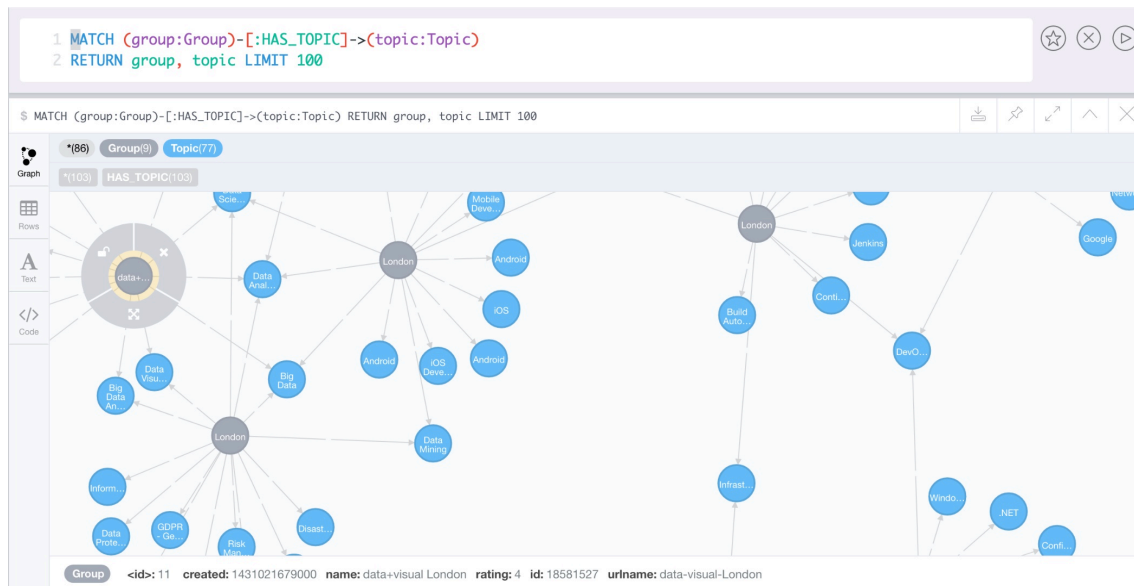 1 MATCH (group:Group)-[:HAS_TOPIC]->(topic:Topic)
2 RETURN group, topic LIMIT 100
$ MATCH (group:Group)-[:HAS_TOPIC]->(topic:Topic) RETURN group, topic LIMIT 100
Graph
*(86) Group(9) Topic(77)
*(103) HAS_TOPIC(103)
Rows
A
Text
</>
Code
Scie...
Mobile
Deve...
London
London
Jenkins
Google
Android
data+...
Data
Anal...
iOS
Conti...
Build
Auto...
Android
iOS
Deve...
Android
DevO...
Data
Visu...
Big
Data
Big
Data
An...
London
Data
Mining
Inform...
Infrast...
Windo...
.NET
Data
Prote...
GDPR
- Ge...
Risk
Man...
Disast...
Confi...
Group <id>: 11 created: 1431021679000 name: data+visual London rating: 4 id: 18581527 urlname: data-visual-London